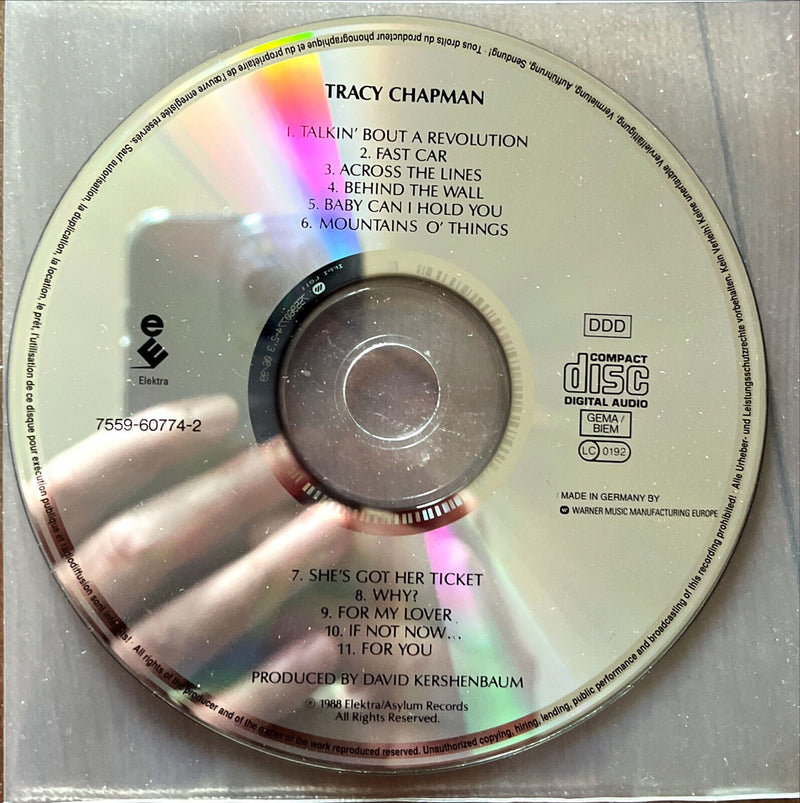 TRACY CHAPMAN
1. TALKIN' BOUT A REVOLUTION
2. FAST CAR
3. ACROSS THE LINES
4. BEHIND THE WALL
5. BABY CAN I HOLD YOU
6. MOUNTAINS O' THINGS
e
Elektra
7559-60774-2
DDD
COMPACT
disc
DIGITAL AUDIO
GEMA/
BIEM
LC 0192
MADE IN GERMANY BY
WARNER MUSIC MANUFACTURING EUROPE
7. SHE'S GOT HER TICKET
8. WHY?
9. FOR MY LOVER
10. IF NOT NOW...
11. FOR YOU
PRODUCED BY DAVID KERSHENBAUM
℗ 1988 Elektra/Asylum Records
All Rights Reserved.
All rights of the producer and of the owner of the work reproduced reserved. Unauthorized copying, hiring, lending, public performance and broadcasting of this recording prohibited! · Alle Urheber- und Leistungsschutzrechte vorbehalten. Kein Verleih! Keine unerlaubte Vervielfältigung, Vermietung, Aufführung, Sendung! · Tous droits du producteur phonographique et du propriétaire de l'œuvre enregistrée réservés. Sauf autorisation, la duplication, la location, le prêt, l'utilisation de ce disque pour exécution publique et radiodiffusion sont interdits! ·